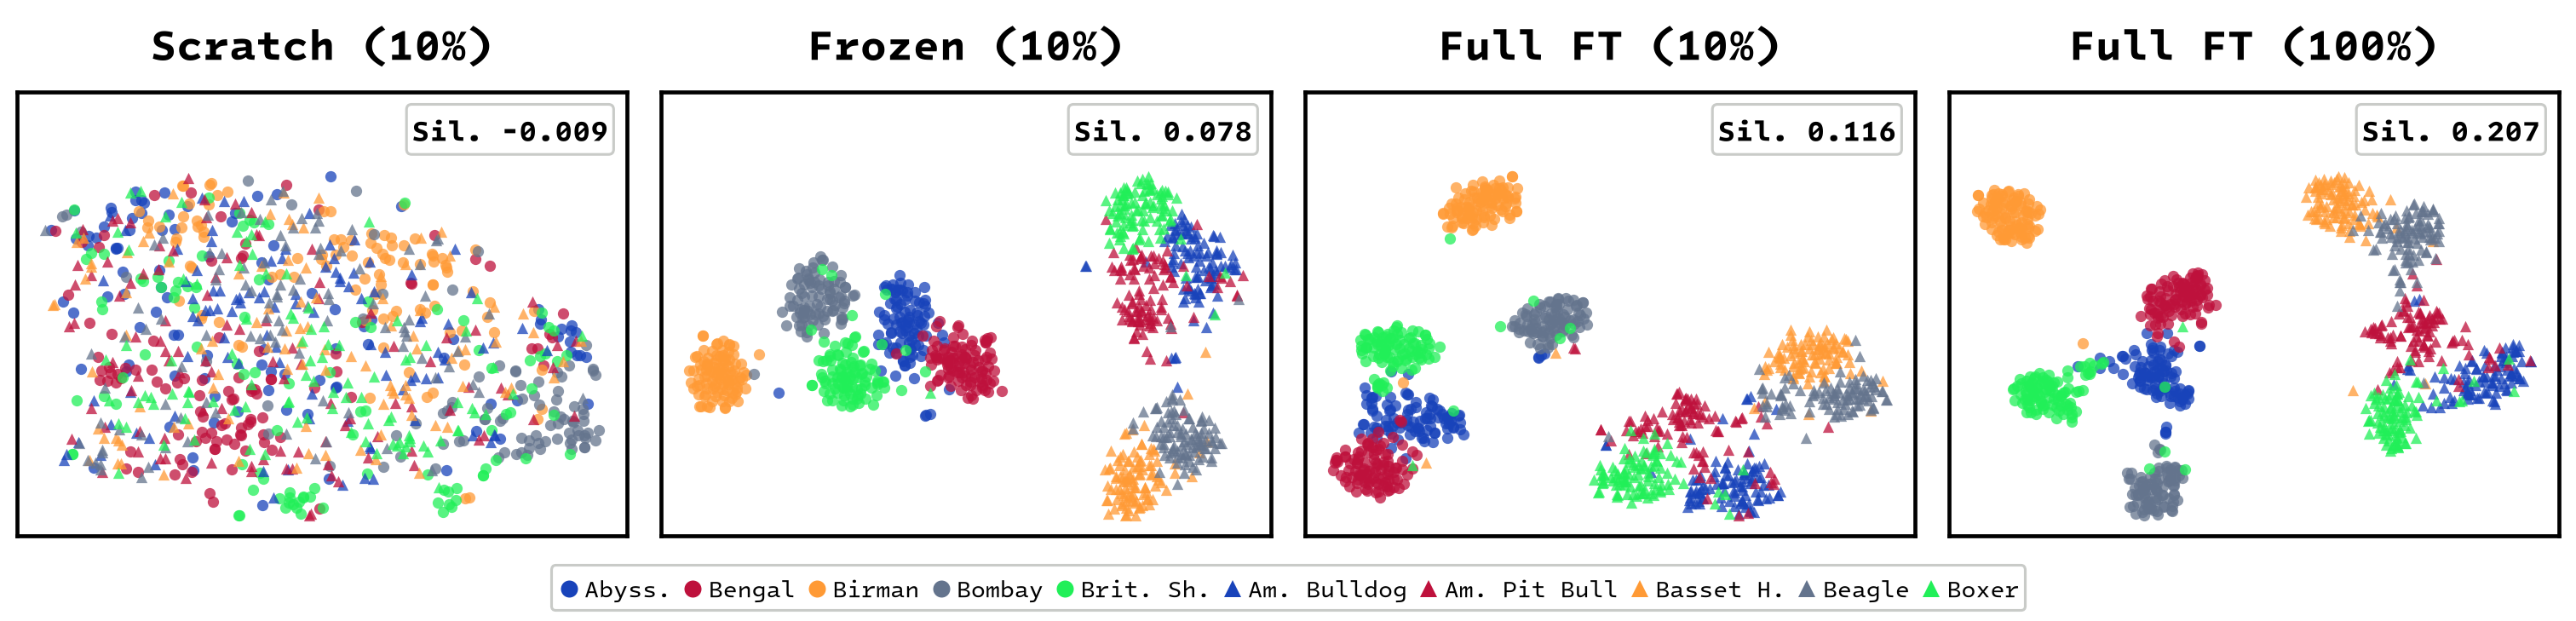 Scratch (10%) Frozen (10%) Full FT (10%) Full FT (100%)
Sil. -0.009 Sil. 0.078 Sil. 0.116 Sil. 0.207
Abyss. Bengal Birman Bombay Brit. Sh. Am. Bulldog Am. Pit Bull Basset H. Beagle Boxer